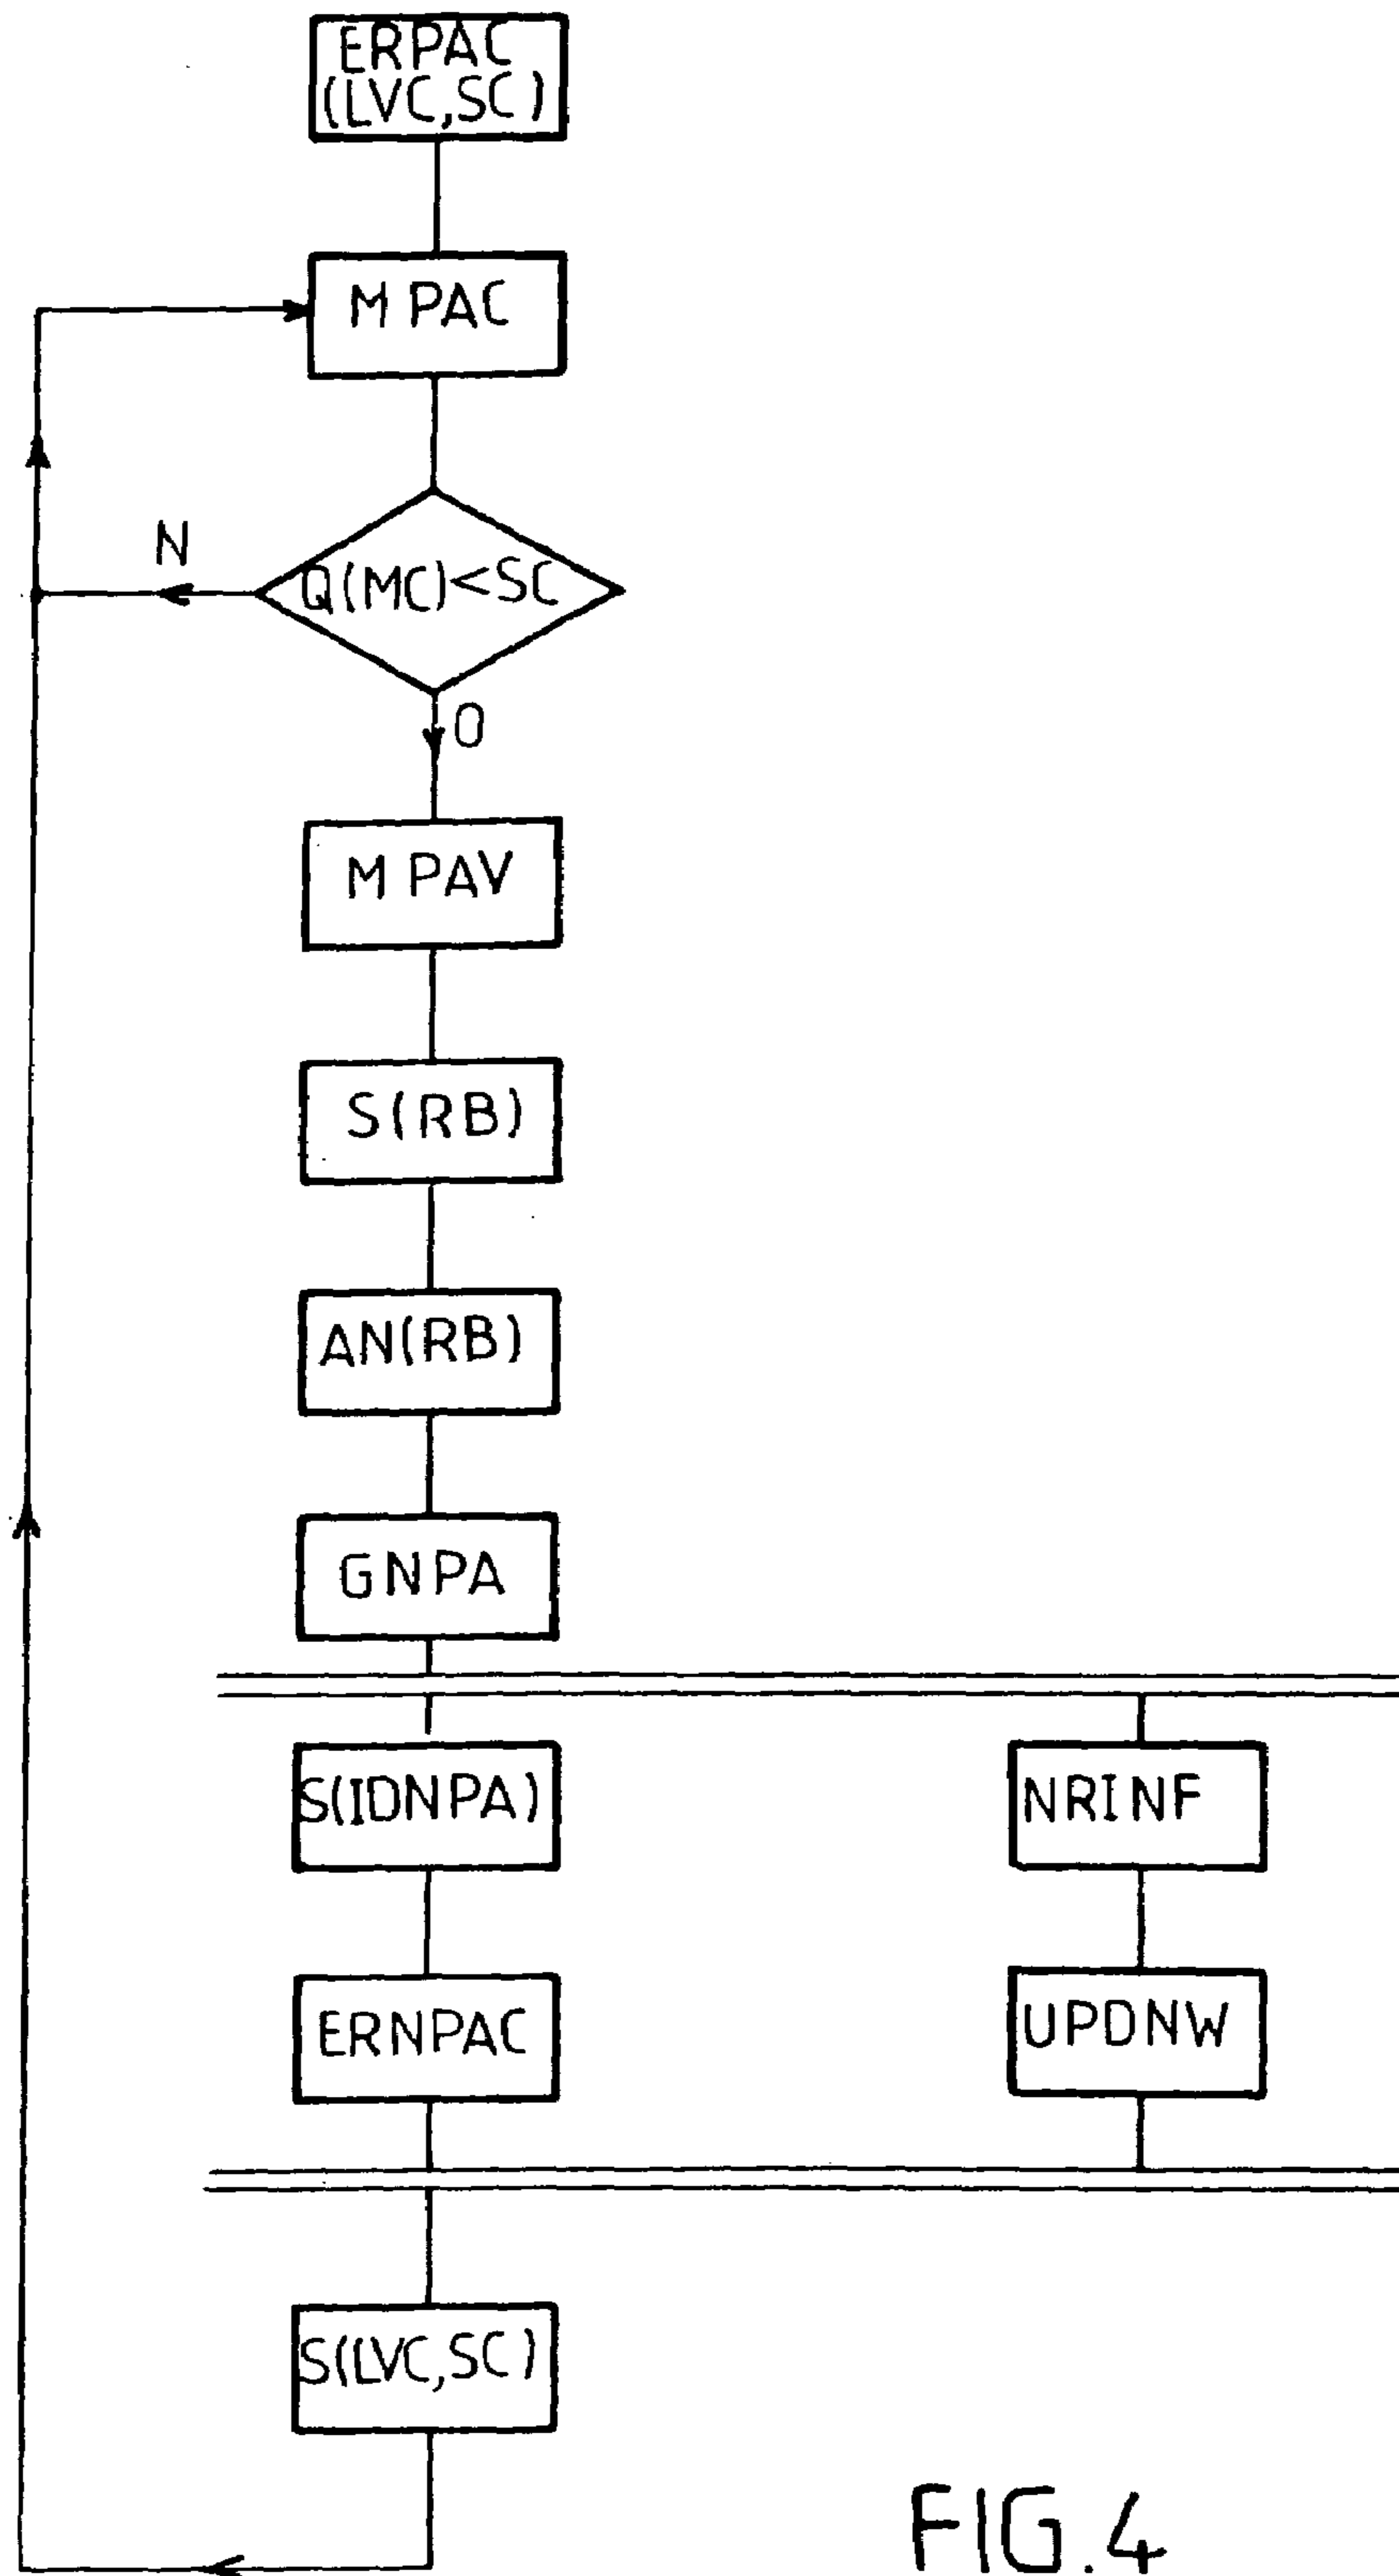 ERPAC
(LVC,SC)
M PAC
N
Q(MC)<SC
O
M PAV
S(RB)
AN(RB)
GNPA
S(IDNPA)
NRINF
ERNPAC
UPDNW
S(LVC,SC)
FIG.4